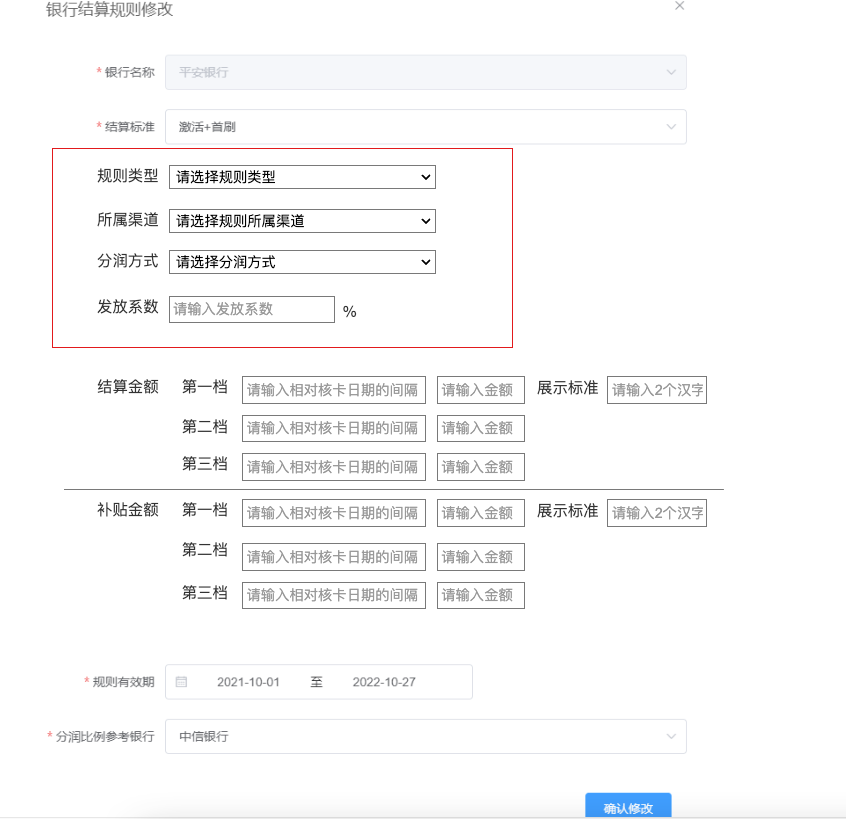 银行结算规则修改
* 银行名称 平安银行
* 结算标准 激活+首刷
规则类型 请选择规则类型
所属渠道 请选择规则所属渠道
分润方式 请选择分润方式
发放系数 请输入发放系数 %
结算金额 第一档 请输入相对核卡日期的间隔 请输入金额 展示标准 请输入2个汉字
第二档 请输入相对核卡日期的间隔 请输入金额
第三档 请输入相对核卡日期的间隔 请输入金额
补贴金额 第一档 请输入相对核卡日期的间隔 请输入金额 展示标准 请输入2个汉字
第二档 请输入相对核卡日期的间隔 请输入金额
第三档 请输入相对核卡日期的间隔 请输入金额
* 规则有效期 2021-10-01 至 2022-10-27
* 分润比例参考银行 中信银行
确认修改